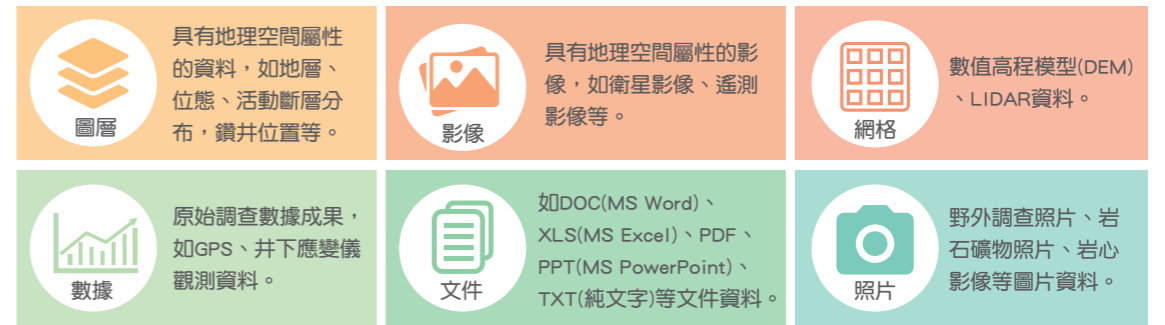 圖層
具有地理空間屬性
的資料，如地層、
位態、活動斷層分
布，鑽井位置等。
影像
具有地理空間屬性的影
像，如衛星影像、遙測
影像等。
網格
數值高程模型(DEM)
、LIDAR資料。
數據
原始調查數據成果，
如GPS、井下應變儀
觀測資料。
文件
如DOC(MS Word)、
XLS(MS Excel)、PDF、
PPT(MS PowerPoint)、
TXT(純文字)等文件資料。
照片
野外調查照片、岩
石礦物照片、岩心
影像等圖片資料。